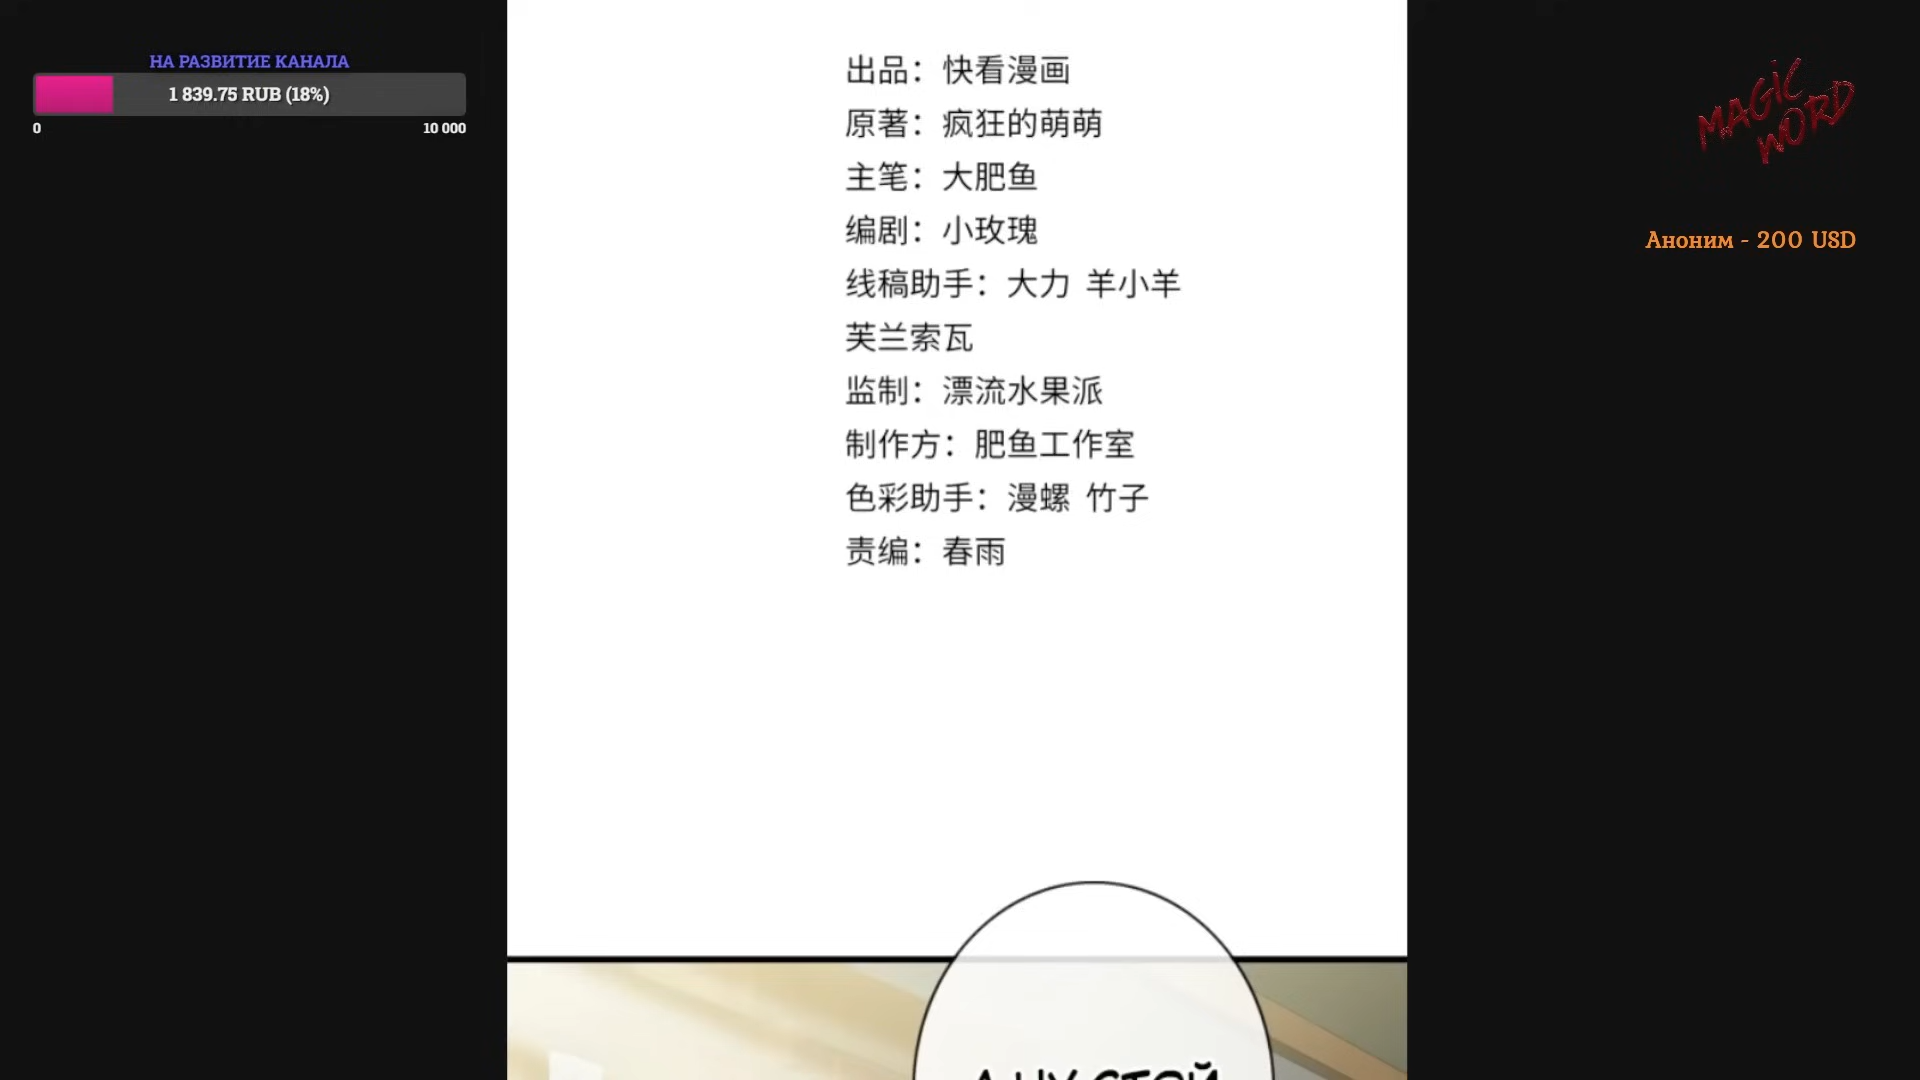 НА РАЗВИТИЕ КАНАЛА
1 839.75 RUB (18%)
0
10 000
MAGIC
WORD
Аноним - 200 USD
出品：快看漫画
原著：疯狂的萌萌
主笔：大肥鱼
编剧：小玫瑰
线稿助手：大力 羊小羊
芙兰索瓦
监制：漂流水果派
制作方：肥鱼工作室
色彩助手：漫螺 竹子
责编：春雨
А НУ СТОЙ